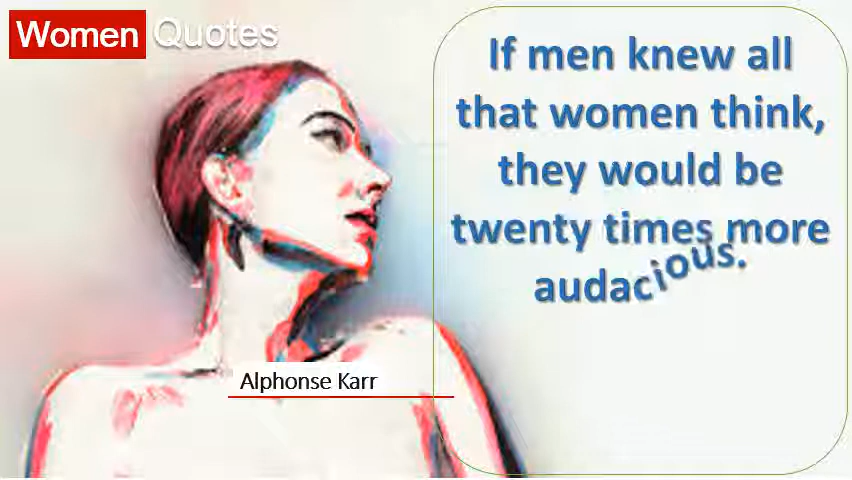 Women Quotes
If men knew all
that women think,
they would be
twenty times more
audacious.
Alphonse Karr